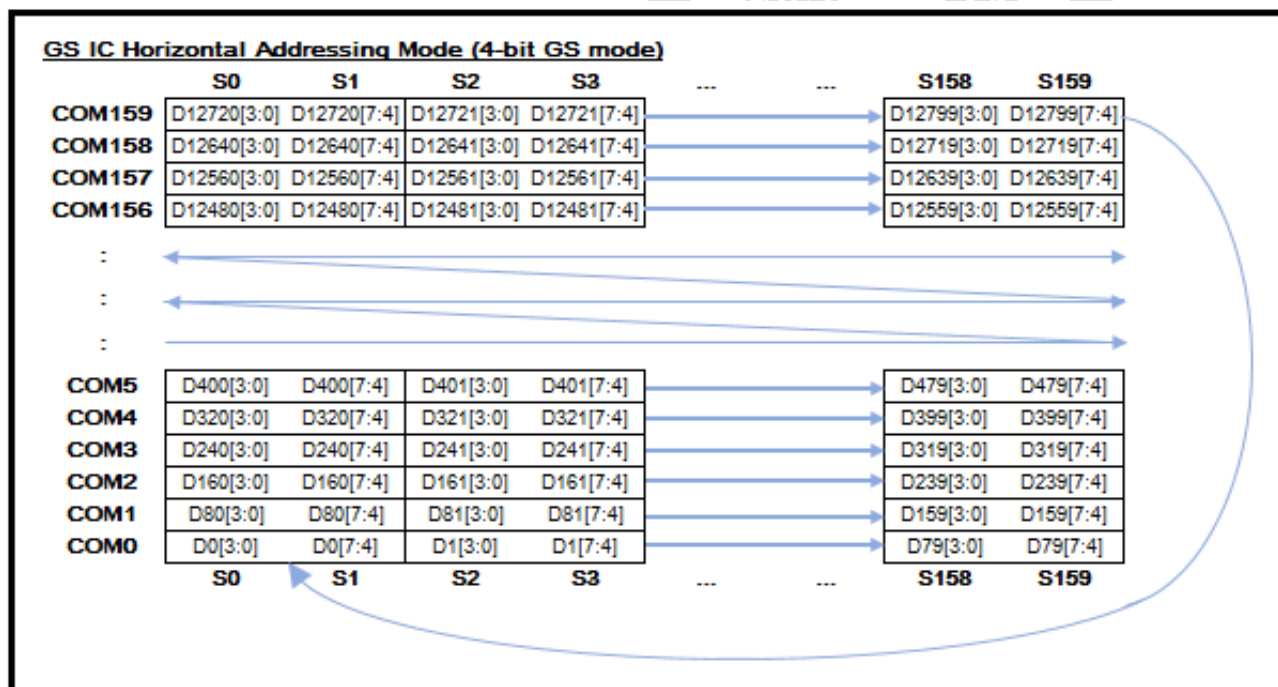 GS IC Horizontal Addressing Mode (4-bit GS mode)
S0 S1 S2 S3 ... ... S158 S159
COM159 D12720[3:0] D12720[7:4] D12721[3:0] D12721[7:4] D12799[3:0] D12799[7:4]
COM158 D12640[3:0] D12640[7:4] D12641[3:0] D12641[7:4] D12719[3:0] D12719[7:4]
COM157 D12560[3:0] D12560[7:4] D12561[3:0] D12561[7:4] D12639[3:0] D12639[7:4]
COM156 D12480[3:0] D12480[7:4] D12481[3:0] D12481[7:4] D12559[3:0] D12559[7:4]
:
:
:
COM5 D400[3:0] D400[7:4] D401[3:0] D401[7:4] D479[3:0] D479[7:4]
COM4 D320[3:0] D320[7:4] D321[3:0] D321[7:4] D399[3:0] D399[7:4]
COM3 D240[3:0] D240[7:4] D241[3:0] D241[7:4] D319[3:0] D319[7:4]
COM2 D160[3:0] D160[7:4] D161[3:0] D161[7:4] D239[3:0] D239[7:4]
COM1 D80[3:0] D80[7:4] D81[3:0] D81[7:4] D159[3:0] D159[7:4]
COM0 D0[3:0] D0[7:4] D1[3:0] D1[7:4] D79[3:0] D79[7:4]
S0 S1 S2 S3 ... ... S158 S159